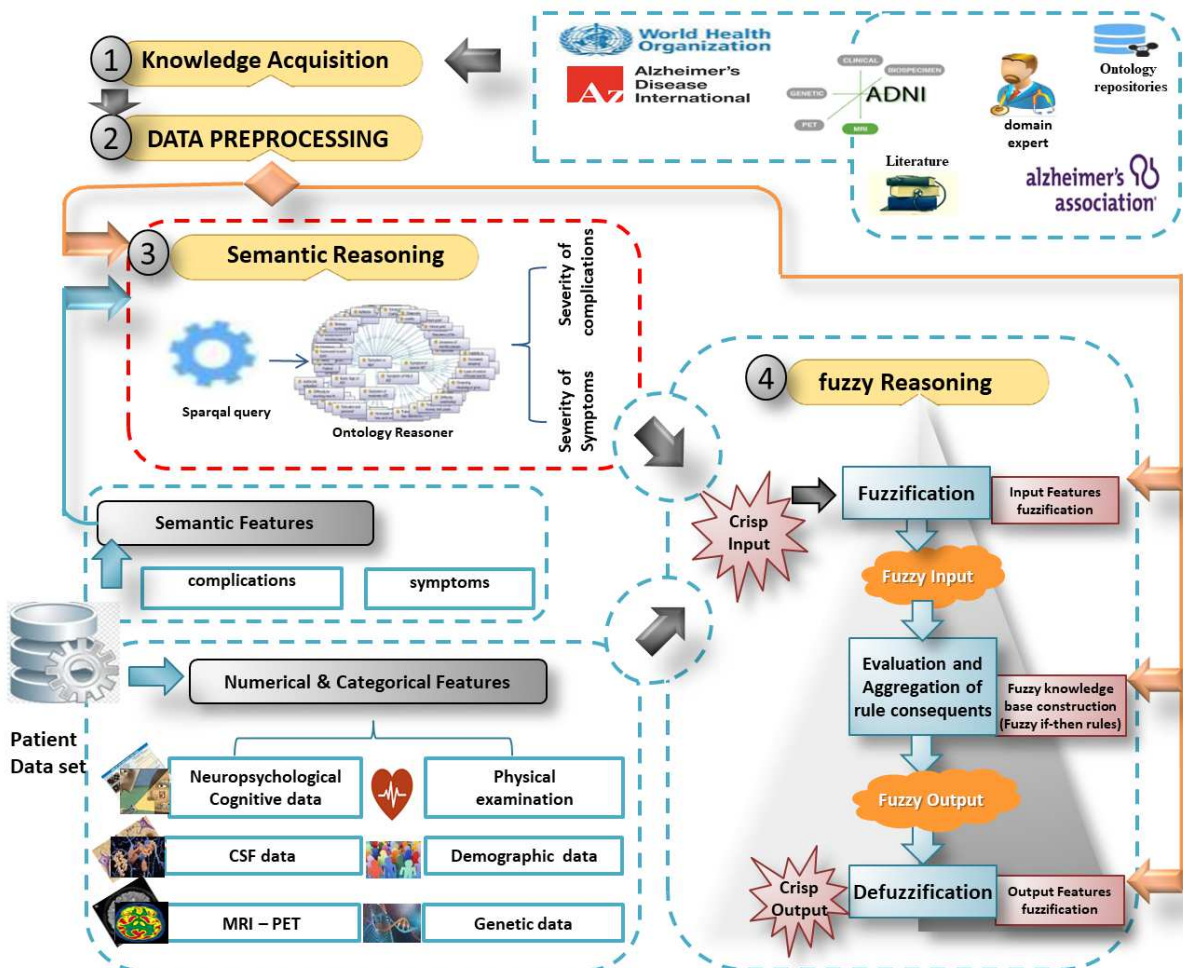 1
Knowledge Acquisition
World Health
Organization
Az
Alzheimer's
Disease
International
CLINICAL
BIOSPECIMEN
GENETIC
ADNI
PET
MRI
domain
expert
Ontology
repositories
Literature
alzheimer's
association
2
DATA PREPROCESSING
3
Semantic Reasoning
Sparqal query
Ontology Reasoner
Severity of
complications
Severity of
Symptoms
Semantic Features
complications
symptoms
Patient
Data set
Numerical & Categorical Features
Neuropsychological
Cognitive data
Physical
examination
CSF data
Demographic data
MRI – PET
Genetic data
4
fuzzy Reasoning
Crisp
Input
Fuzzification
Input Features
fuzzification
Fuzzy Input
Evaluation and
Aggregation of
rule consequents
Fuzzy knowledge
base construction
(Fuzzy if-then rules)
Fuzzy Output
Crisp
Output
Defuzzification
Output Features
fuzzification